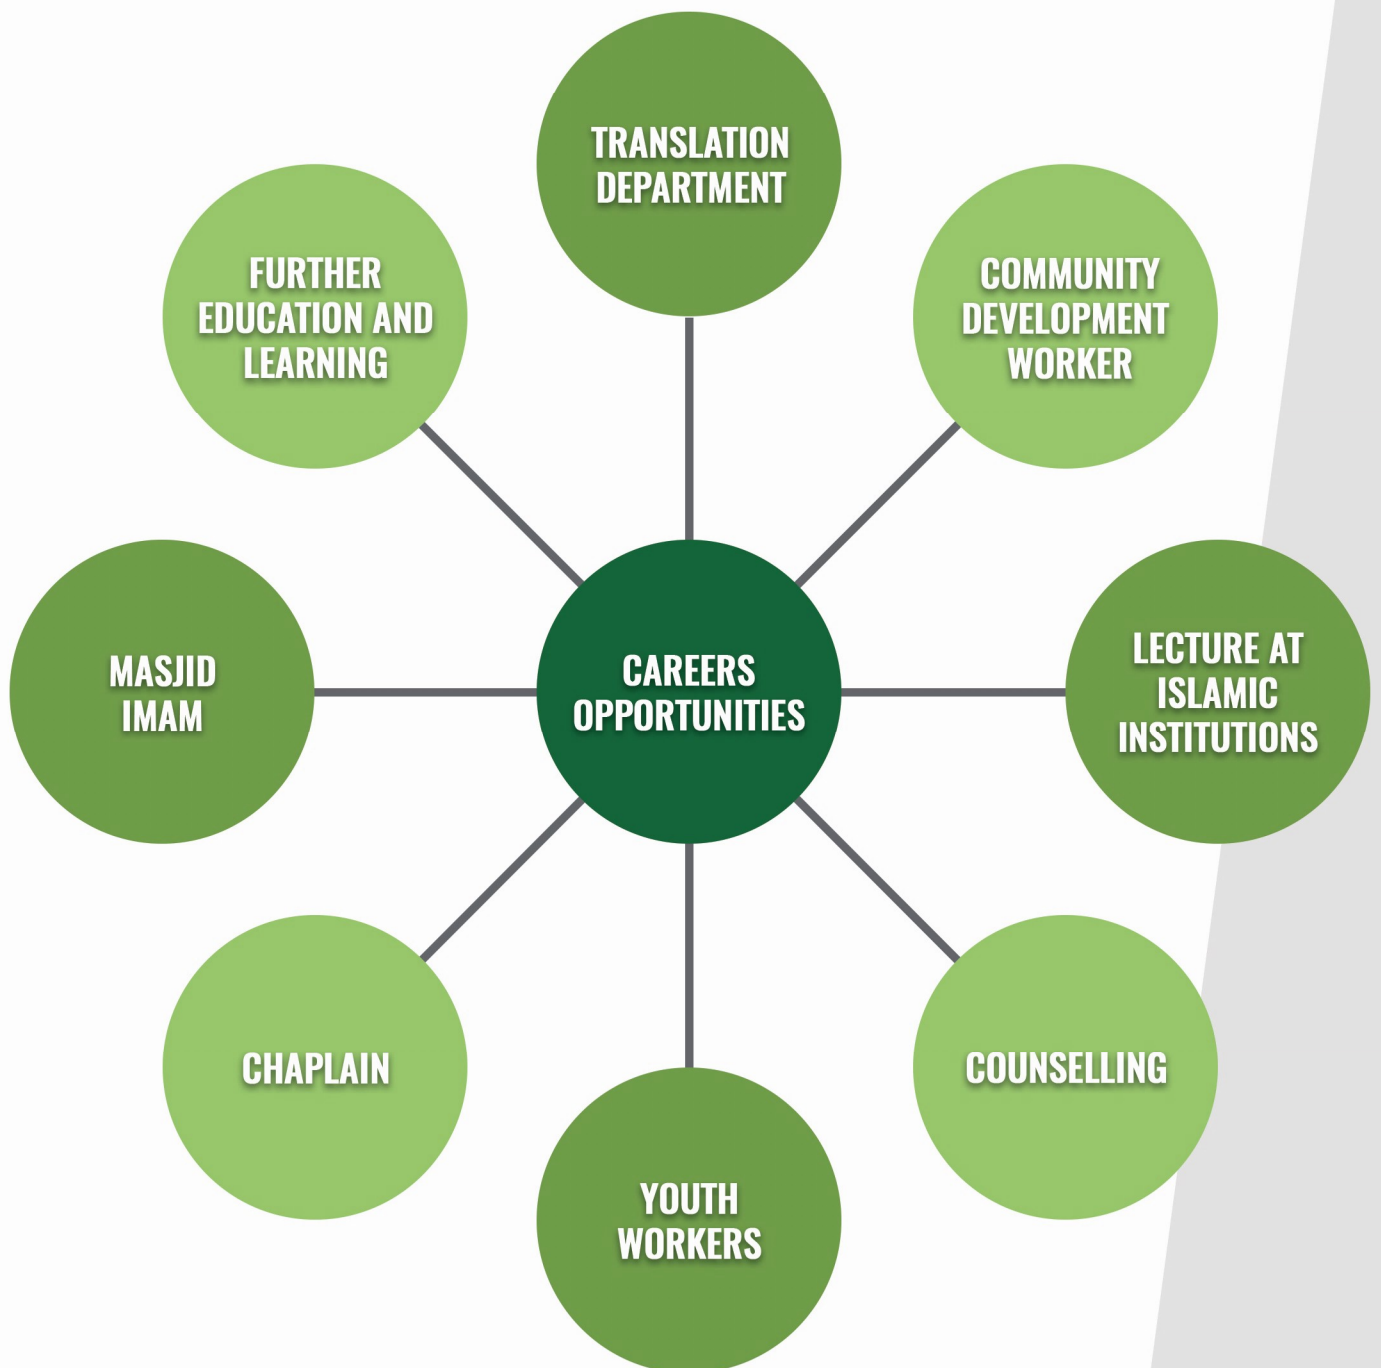 TRANSLATION
DEPARTMENT
FURTHER
EDUCATION AND
LEARNING
COMMUNITY
DEVELOPMENT
WORKER
MASJID
IMAM
CAREERS
OPPORTUNITIES
LECTURE AT
ISLAMIC
INSTITUTIONS
CHAPLAIN
COUNSELLING
YOUTH
WORKERS